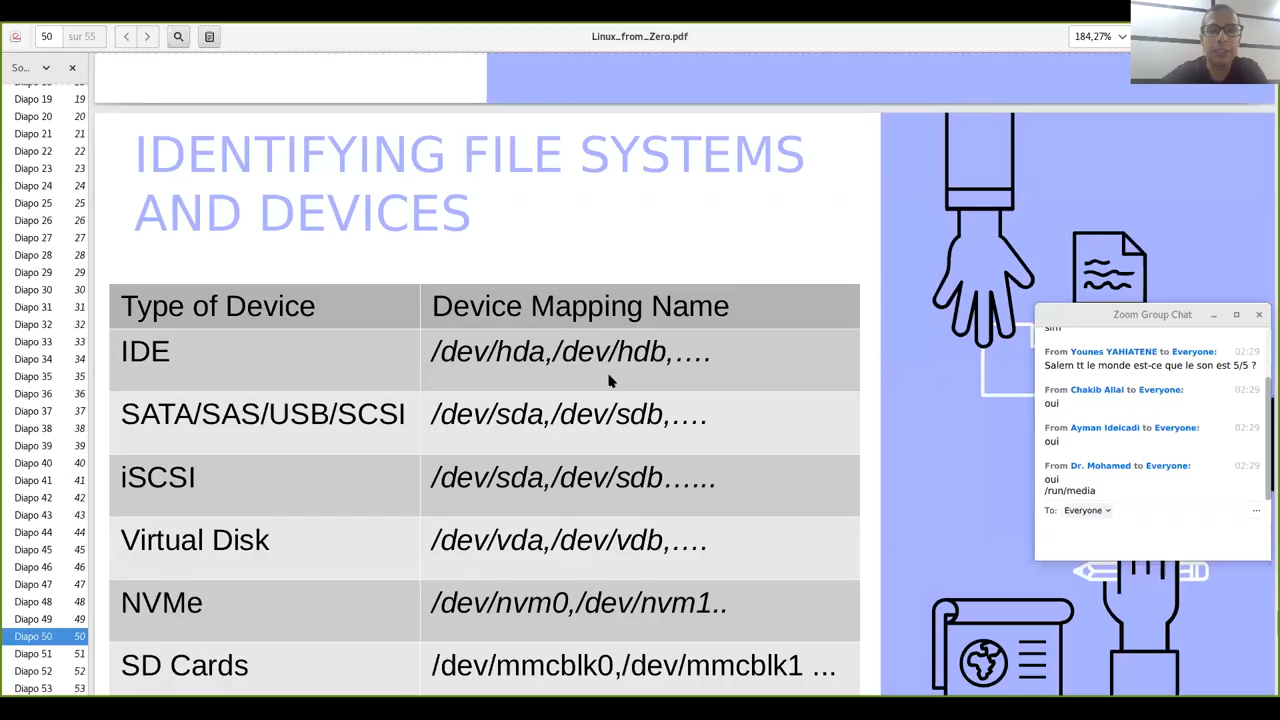 50 sur 55
Linux_from_Zero.pdf
184,27%
So...
Diapo 19 19
Diapo 20 20
Diapo 21 21
Diapo 22 22
Diapo 23 23
Diapo 24 24
Diapo 25 25
Diapo 26 26
Diapo 27 27
Diapo 28 28
Diapo 29 29
Diapo 30 30
Diapo 31 31
Diapo 32 32
Diapo 33 33
Diapo 34 34
Diapo 35 35
Diapo 36 36
Diapo 37 37
Diapo 38 38
Diapo 39 39
Diapo 40 40
Diapo 41 41
Diapo 42 42
Diapo 43 43
Diapo 44 44
Diapo 45 45
Diapo 46 46
Diapo 47 47
Diapo 48 48
Diapo 49 49
Diapo 50 50
Diapo 51 51
Diapo 52 52
Diapo 53 53
IDENTIFYING FILE SYSTEMS
AND DEVICES
Type of Device Device Mapping Name
IDE /dev/hda,/dev/hdb,....
SATA/SAS/USB/SCSI /dev/sda,/dev/sdb,....
iSCSI /dev/sda,/dev/sdb......
Virtual Disk /dev/vda,/dev/vdb,....
NVMe /dev/nvm0,/dev/nvm1..
SD Cards /dev/mmcblk0,/dev/mmcblk1 ...
Zoom Group Chat
From Younes YAHIATENE to Everyone: 02:29
Salem tt le monde est-ce que le son est 5/5 ?
From Chakib Allal to Everyone: 02:29
oui
From Ayman Idelcadi to Everyone: 02:29
oui
From Dr. Mohamed to Everyone: 02:29
oui
/run/media
To: Everyone
...